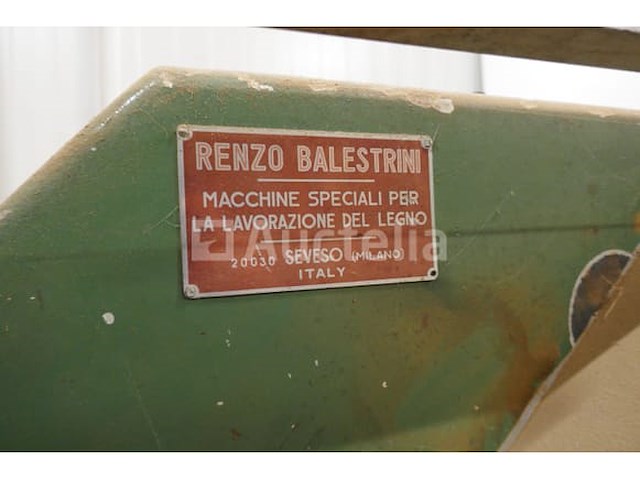 RENZO BALESTRINI
MACCHINE SPECIALI PER
LA LAVORAZIONE DEL LEGNO
Auctelia
20030 SEVESO (MILANO)
ITALY